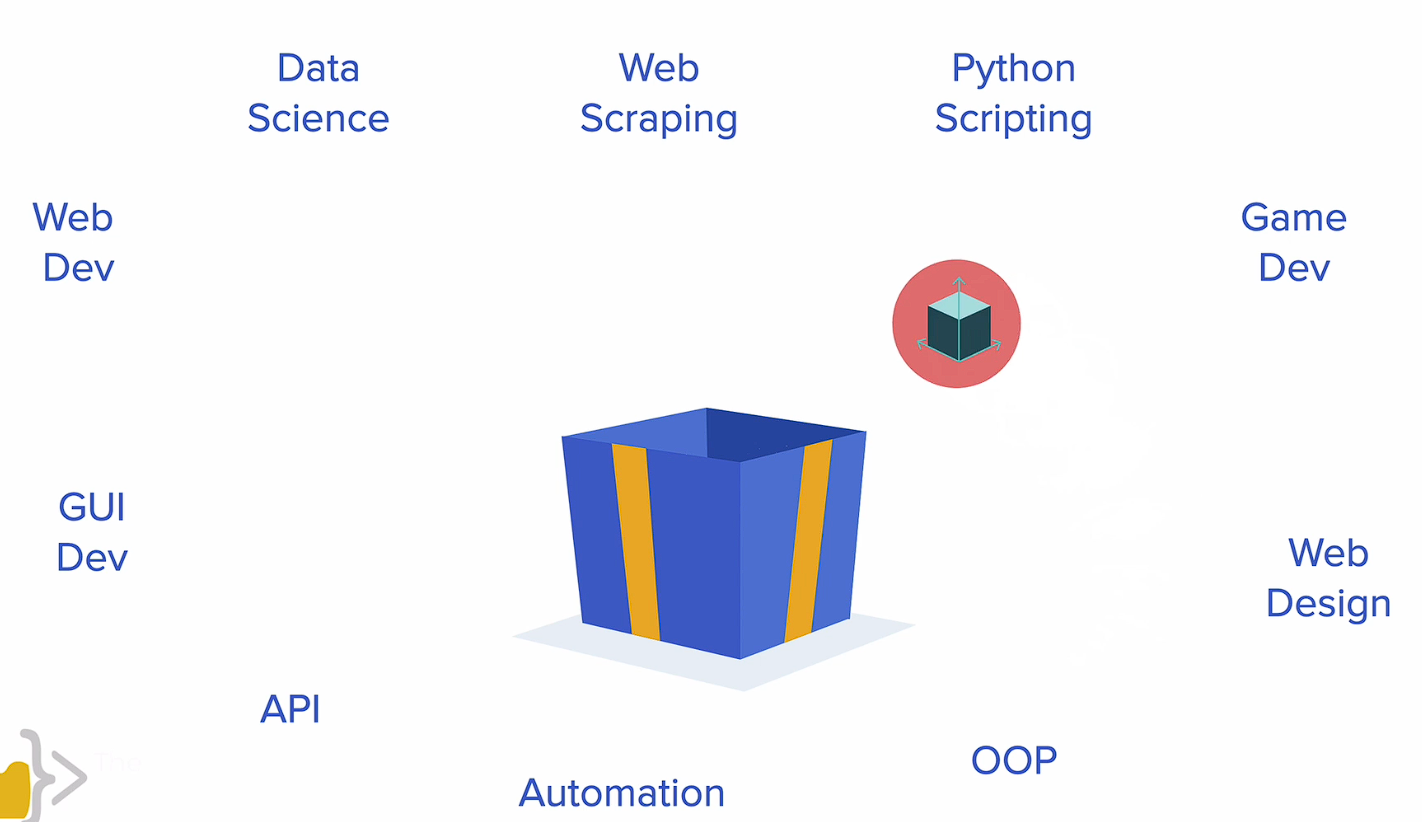 Data
Science
Web
Scraping
Python
Scripting
Web
Dev
Game
Dev
GUI
Dev
Web
Design
API
OOP
Automation